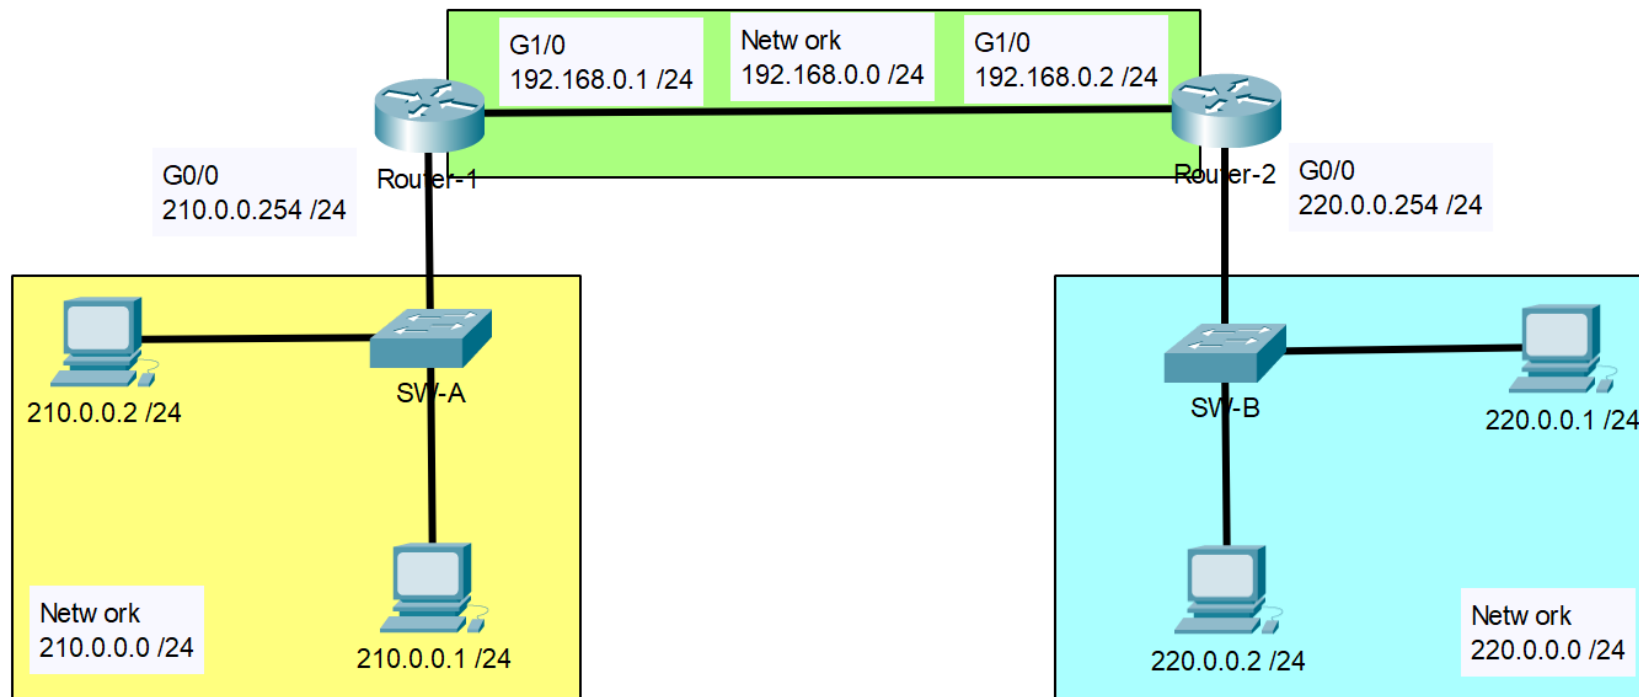 G1/0
192.168.0.1 /24
Netw ork
192.168.0.0 /24
G1/0
192.168.0.2 /24
Router-1
Router-2
G0/0
210.0.0.254 /24
G0/0
220.0.0.254 /24
SW-A
210.0.0.2 /24
SW-B
220.0.0.1 /24
Netw ork
210.0.0.0 /24
210.0.0.1 /24
220.0.0.2 /24
Netw ork
220.0.0.0 /24